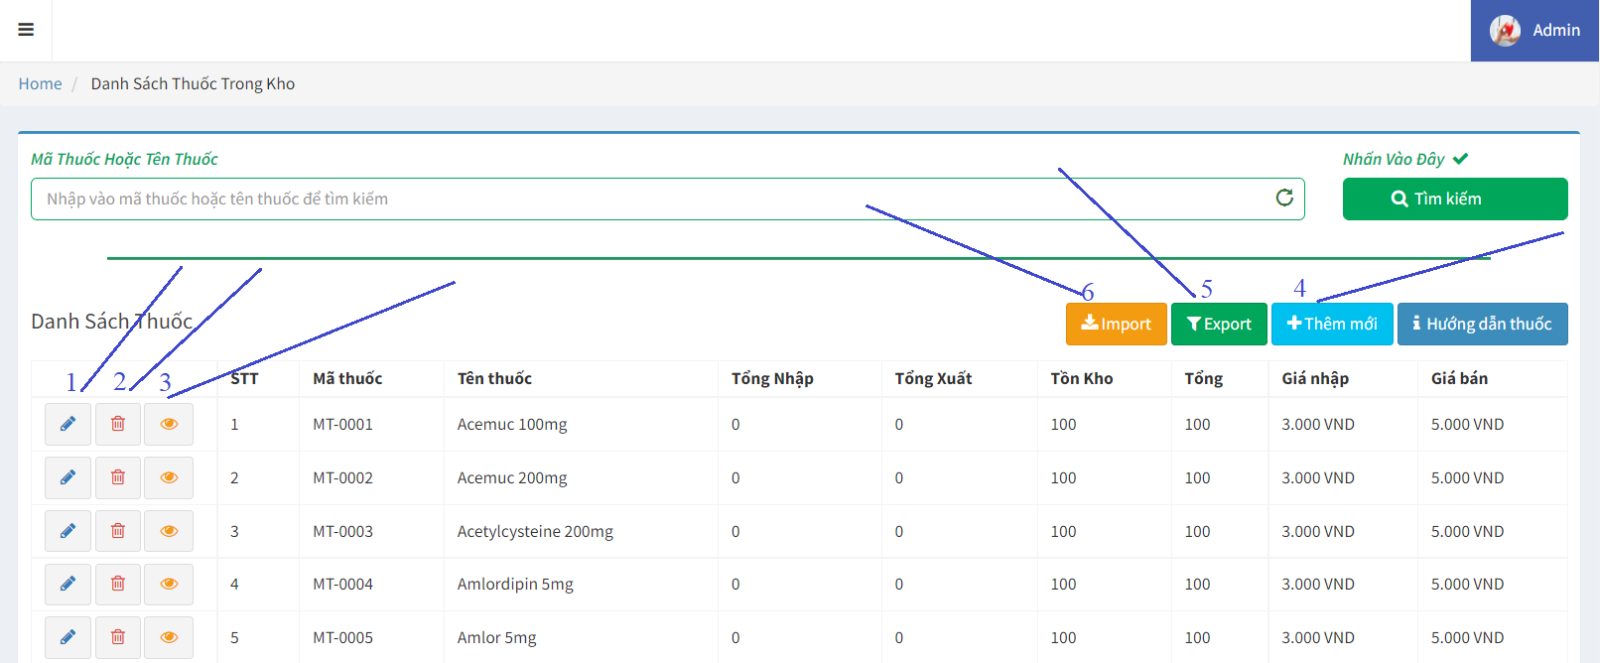 Admin
Home / Danh Sách Thuốc Trong Kho
Mã Thuốc Hoặc Tên Thuốc Nhấn Vào Đây
Nhập vào mã thuốc hoặc tên thuốc để tìm kiếm Tìm kiếm
6 5 4
Danh Sách Thuốc Import Export Thêm mới Hướng dẫn thuốc
1 2 3 STT Mã thuốc Tên thuốc Tổng Nhập Tổng Xuất Tồn Kho Tổng Giá nhập Giá bán
1 MT-0001 Acemuc 100mg 0 0 100 100 3.000 VND 5.000 VND
2 MT-0002 Acemuc 200mg 0 0 100 100 3.000 VND 5.000 VND
3 MT-0003 Acetylcysteine 200mg 0 0 100 100 3.000 VND 5.000 VND
4 MT-0004 Amlordipin 5mg 0 0 100 100 3.000 VND 5.000 VND
5 MT-0005 Amlor 5mg 0 0 100 100 3.000 VND 5.000 VND